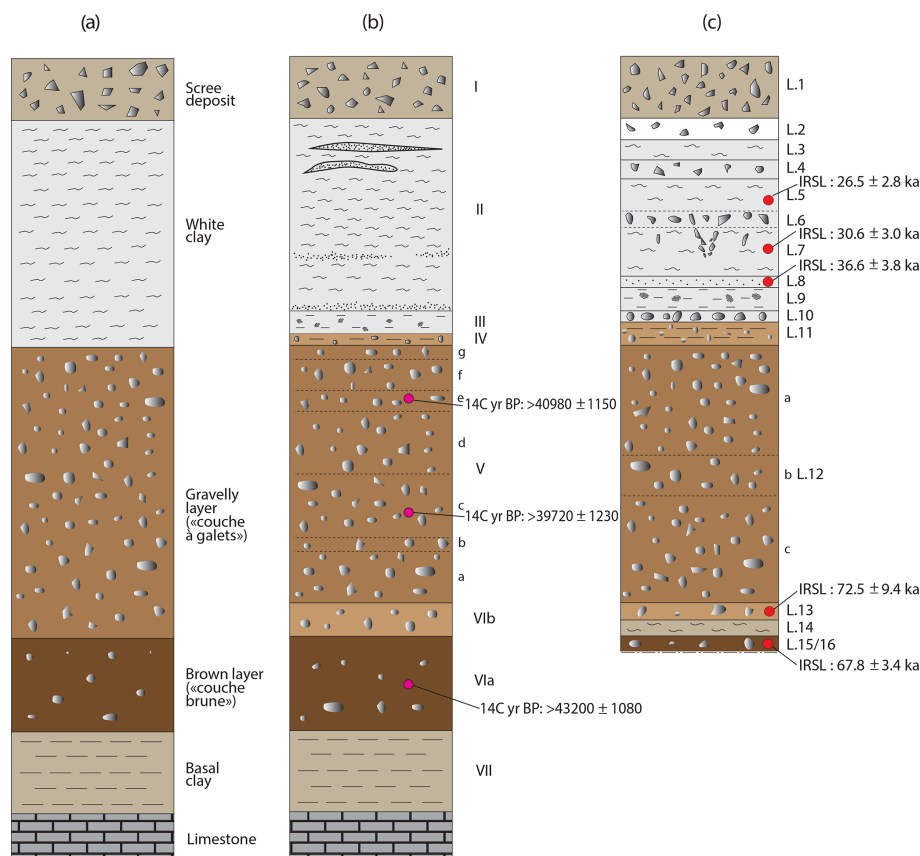 (a)
(b)
(c)
Scree
deposit
White
clay
Gravelly
layer
(«couche
à galets»)
Brown layer
(«couche
brune»)
Basal
clay
Limestone
I
II
III
IV
g
f
e
14C yr BP: >40980 ± 1150
d
V
c
14C yr BP: >39720 ± 1230
b
a
VIb
VIa
14C yr BP: >43200 ± 1080
VII
L.1
L.2
L.3
L.4
IRSL : 26.5 ± 2.8 ka
L.5
L.6
IRSL : 30.6 ± 3.0 ka
L.7
IRSL : 36.6 ± 3.8 ka
L.8
L.9
L.10
L.11
a
b L.12
c
IRSL : 72.5 ± 9.4 ka
L.13
L.14
L.15/16
IRSL : 67.8 ± 3.4 ka